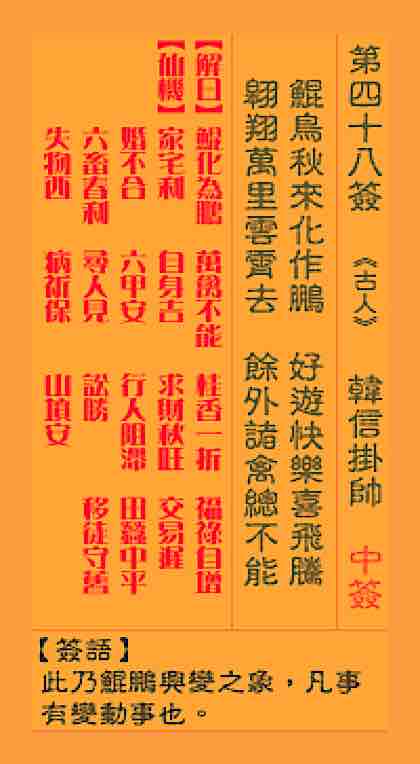 第四十八簽 《古人》 韓信掛帥 中簽
鯤鳥秋來化作鵬 好遊快樂喜飛騰
翱翔萬里雲霽去 餘外諸禽總不能
【解曰】 鯤化為鵬 萬禽不能 桂香一折 福祿自增
【仙機】 家宅利 自身吉 求財秋旺 交易遲
婚不合 六甲安 行人阻滯 田蠶中平
六畜春利 尋人見 訟勝 移徒守舊
失物西 病祈保 山墳安
【簽語】
此乃鯤鵬興變之象，凡事
有變動事也。